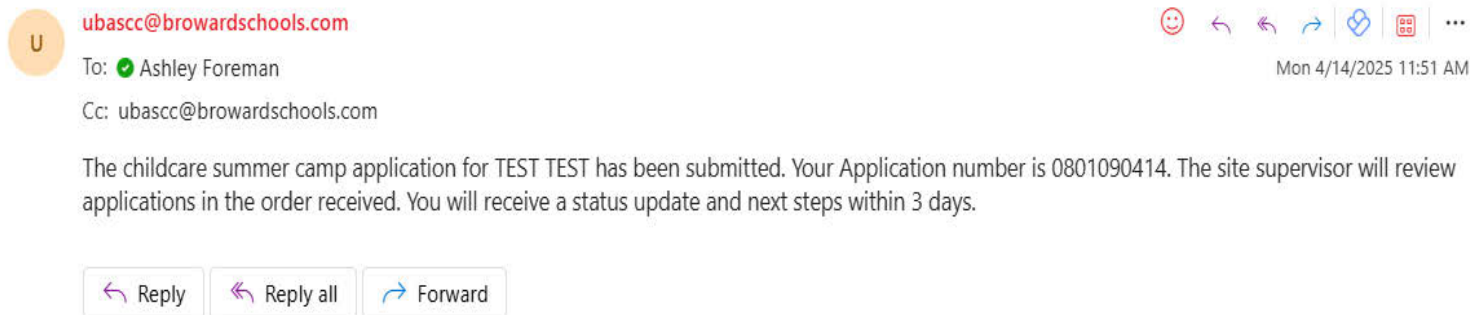 U
ubascc@browardschools.com
To: Ashley Foreman
Mon 4/14/2025 11:51 AM
Cc: ubascc@browardschools.com
The childcare summer camp application for TEST TEST has been submitted. Your Application number is 0801090414. The site supervisor will review
applications in the order received. You will receive a status update and next steps within 3 days.
Reply Reply all Forward